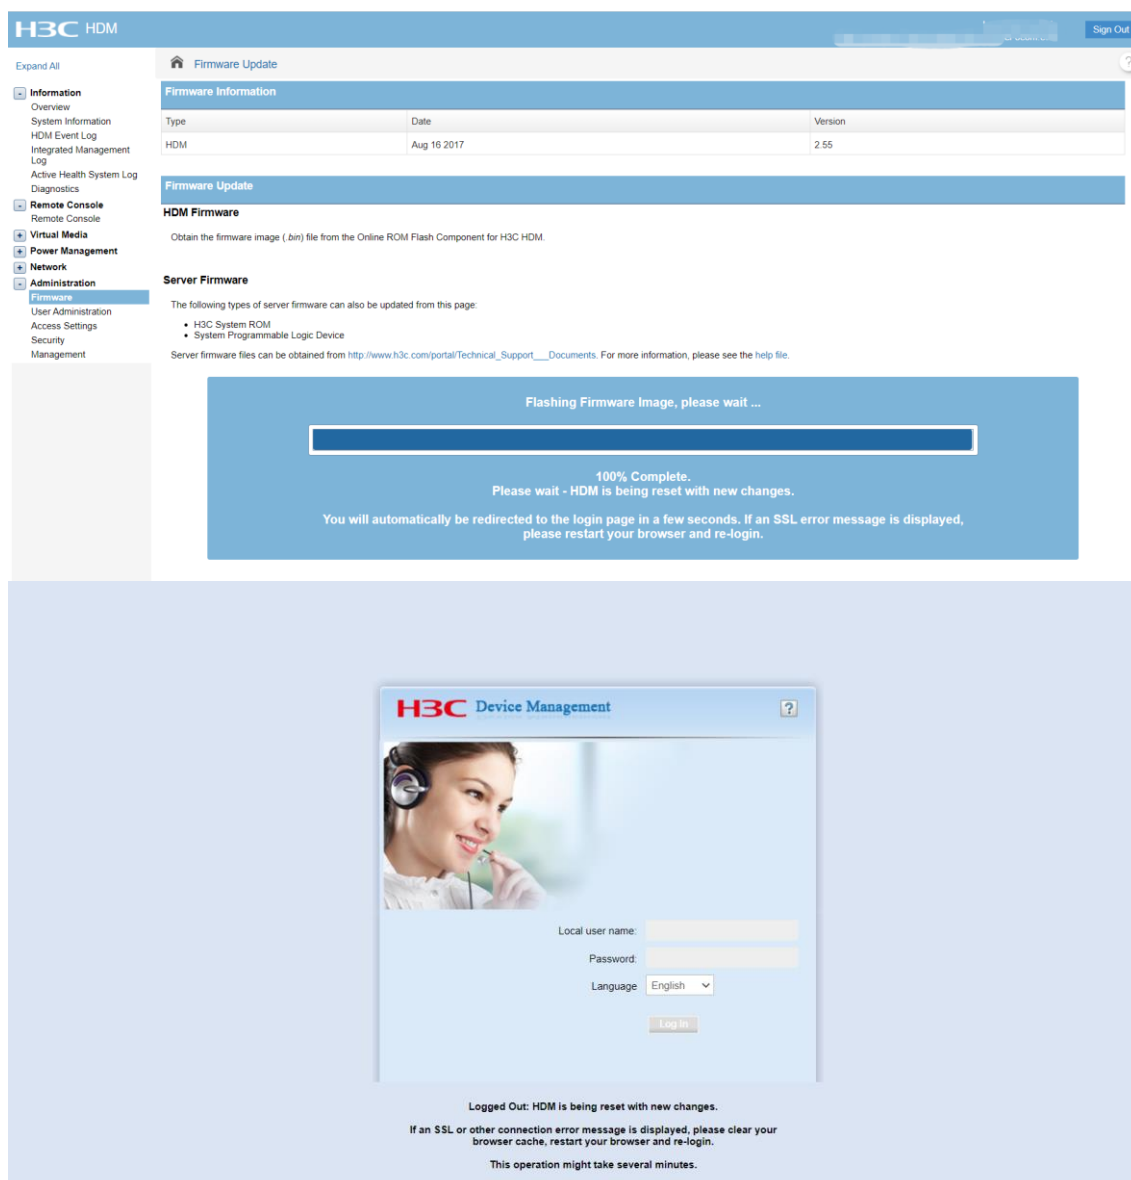 H3C HDM
Sign Out
Expand All
Firmware Update
?
- Information
Overview
System Information
HDM Event Log
Integrated Management
Log
Active Health System Log
Diagnostics
- Remote Console
Remote Console
+ Virtual Media
+ Power Management
+ Network
- Administration
Firmware
User Administration
Access Settings
Security
Management
Firmware Information
Type Date Version
HDM Aug 16 2017 2.55
Firmware Update
HDM Firmware
Obtain the firmware image (.bin) file from the Online ROM Flash Component for H3C HDM.
Server Firmware
The following types of server firmware can also be updated from this page:
• H3C System ROM
• System Programmable Logic Device
Server firmware files can be obtained from http://www.h3c.com/portal/Technical_Support___Documents. For more information, please see the help file.
Flashing Firmware Image, please wait ...
100% Complete.
Please wait - HDM is being reset with new changes.
You will automatically be redirected to the login page in a few seconds. If an SSL error message is displayed,
please restart your browser and re-login.
H3C Device Management
?
Local user name:
Password:
Language English
Log In
Logged Out: HDM is being reset with new changes.
If an SSL or other connection error message is displayed, please clear your
browser cache, restart your browser and re-login.
This operation might take several minutes.